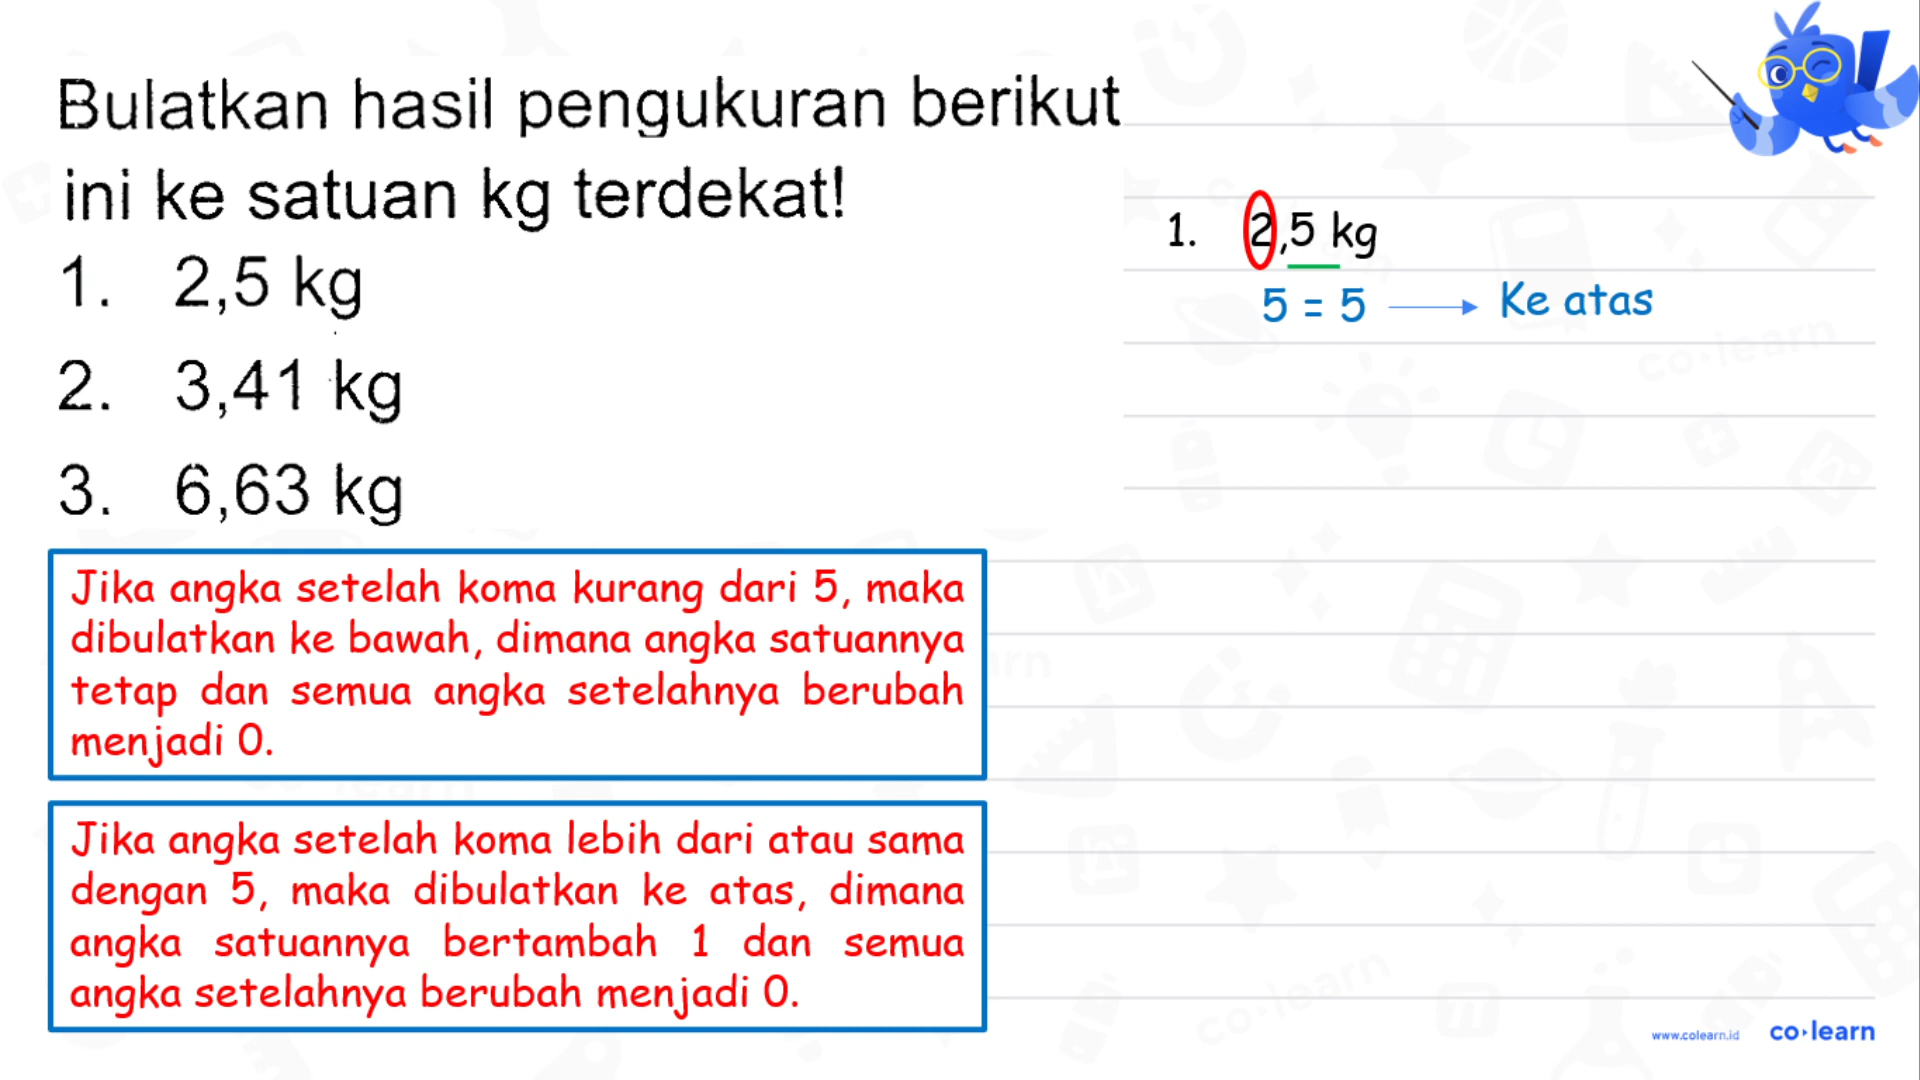 Bulatkan hasil pengukuran berikut
ini ke satuan kg terdekat!
1. 2,5 kg
2. 3,41 kg
3. 6,63 kg
Jika angka setelah koma kurang dari 5, maka
dibulatkan ke bawah, dimana angka satuannya
tetap dan semua angka setelahnya berubah
menjadi 0.
Jika angka setelah koma lebih dari atau sama
dengan 5, maka dibulatkan ke atas, dimana
angka satuannya bertambah 1 dan semua
angka setelahnya berubah menjadi 0.
1. 2,5 kg
5 = 5 Ke atas
www.colearn.id co·learn